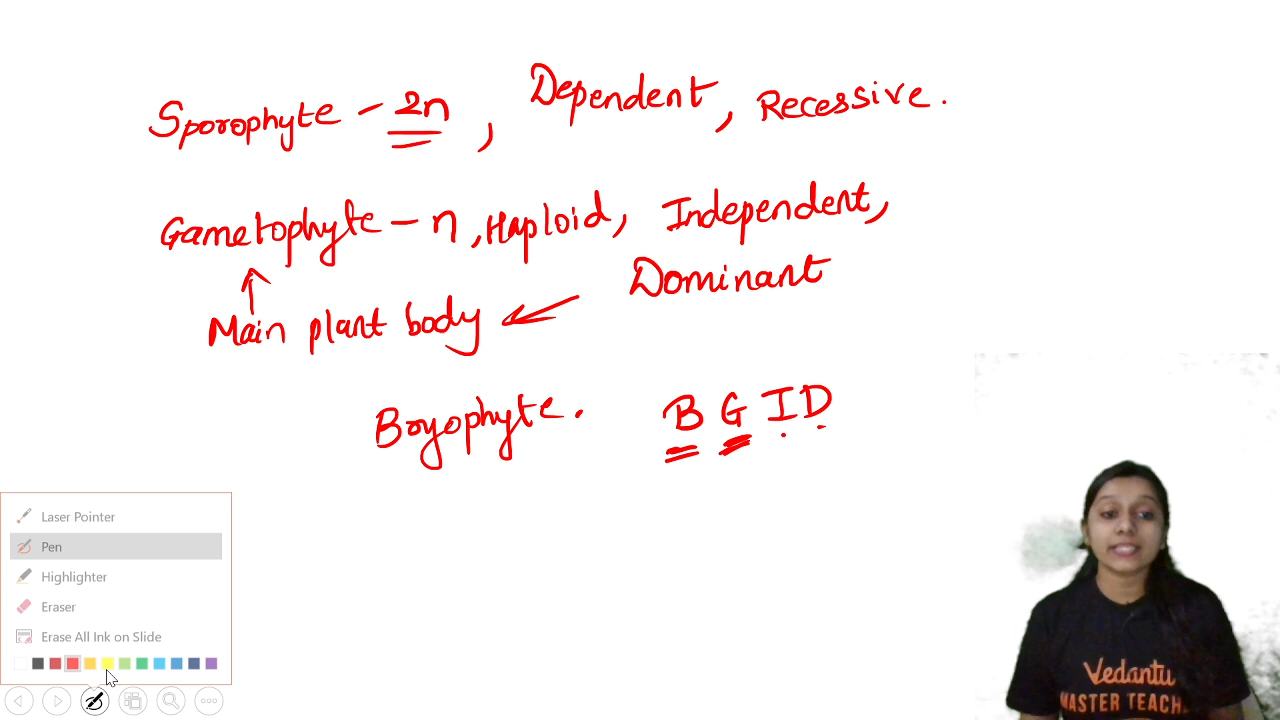 Sporophyte - 2n, Dependent, Recessive.
Gametophyte - n, Haploid, Independent,
Dominant
Main plant body
Bryophyte. B G I D
Laser Pointer
Pen
Highlighter
Eraser
Erase All Ink on Slide
Vedantu
MASTER TEACH